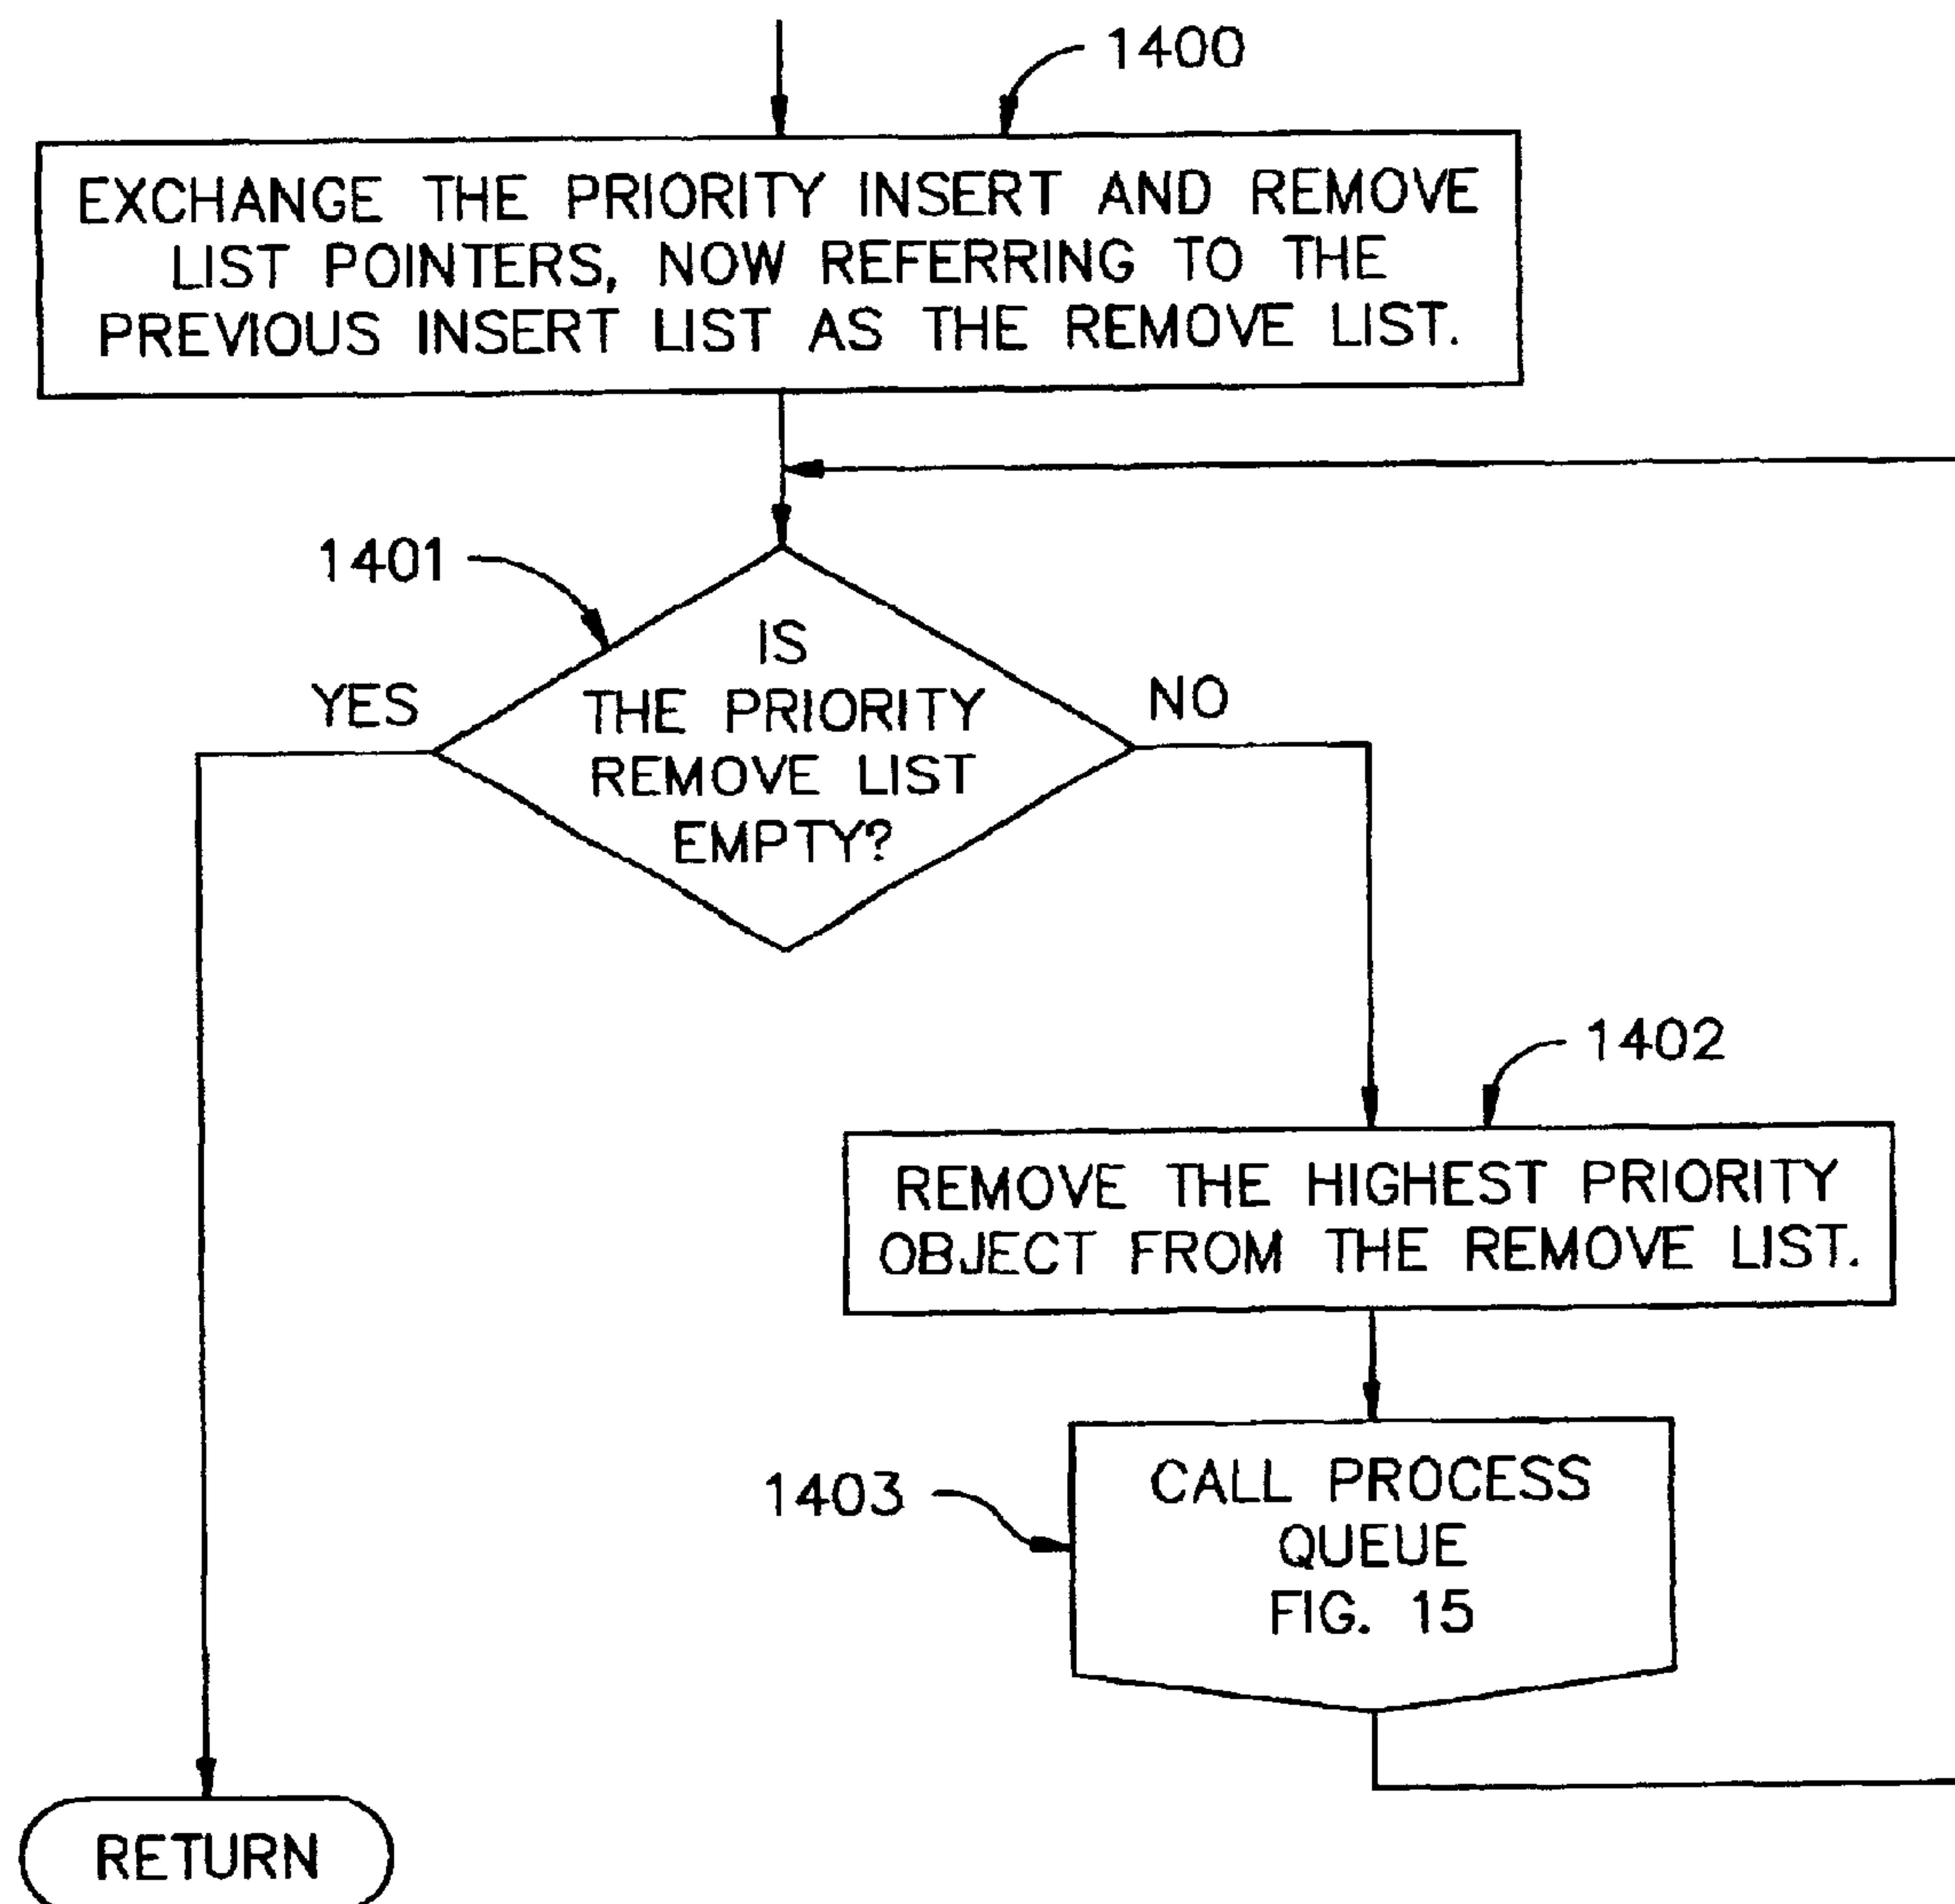 1400
EXCHANGE THE PRIORITY INSERT AND REMOVE
LIST POINTERS, NOW REFERRING TO THE
PREVIOUS INSERT LIST AS THE REMOVE LIST.
1401
IS
THE PRIORITY
REMOVE LIST
EMPTY?
YES
NO
1402
REMOVE THE HIGHEST PRIORITY
OBJECT FROM THE REMOVE LIST.
1403
CALL PROCESS
QUEUE
FIG. 15
RETURN